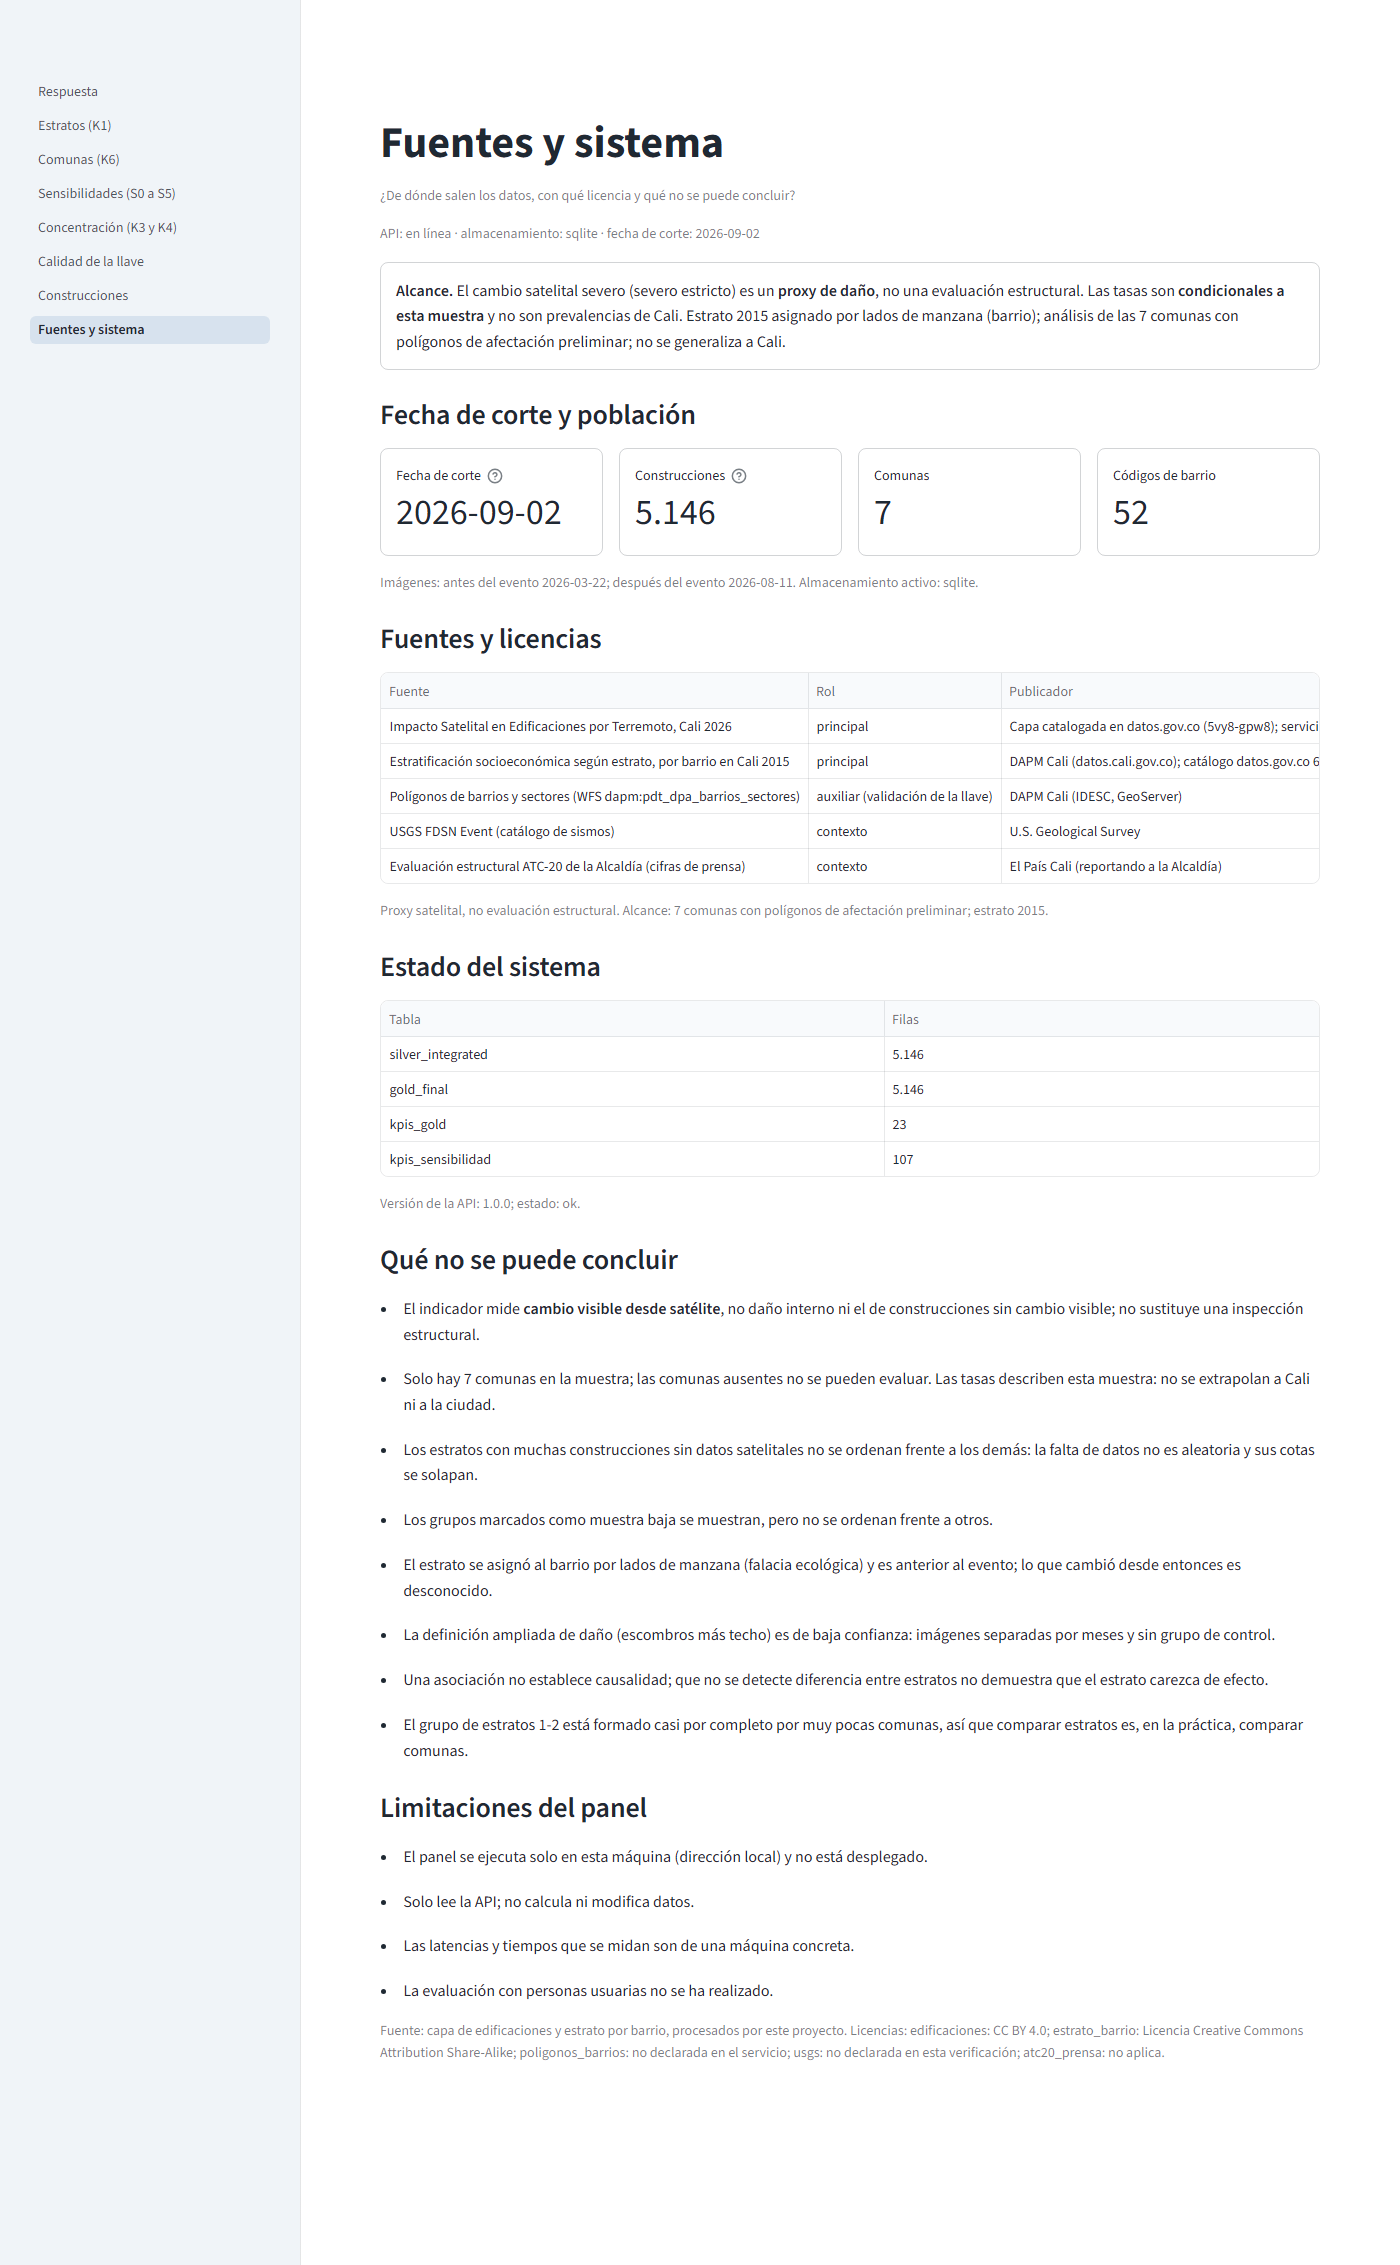 Respuesta
Estratos (K1)
Comunas (K6)
Sensibilidades (S0 a S5)
Concentración (K3 y K4)
Calidad de la llave
Construcciones
Fuentes y sistema
Fuentes y sistema
¿De dónde salen los datos, con qué licencia y qué no se puede concluir?
API: en línea · almacenamiento: sqlite · fecha de corte: 2026-09-02
Alcance. El cambio satelital severo (severo estricto) es un proxy de daño, no una evaluación estructural. Las tasas son condicionales a
esta muestra y no son prevalencias de Cali. Estrato 2015 asignado por lados de manzana (barrio); análisis de las 7 comunas con
polígonos de afectación preliminar; no se generaliza a Cali.
Fecha de corte y población
Fecha de corte
2026-09-02
Construcciones
5.146
Comunas
7
Códigos de barrio
52
Imágenes: antes del evento 2026-03-22; después del evento 2026-08-11. Almacenamiento activo: sqlite.
Fuentes y licencias
Fuente Rol Publicador
Impacto Satelital en Edificaciones por Terremoto, Cali 2026 principal Capa catalogada en datos.gov.co (5vy8-gpw8); servici
Estratificación socioeconómica según estrato, por barrio en Cali 2015 principal DAPM Cali (datos.cali.gov.co); catálogo datos.gov.co 6
Polígonos de barrios y sectores (WFS dapm:pdt_dpa_barrios_sectores) auxiliar (validación de la llave) DAPM Cali (IDESC, GeoServer)
USGS FDSN Event (catálogo de sismos) contexto U.S. Geological Survey
Evaluación estructural ATC-20 de la Alcaldía (cifras de prensa) contexto El País Cali (reportando a la Alcaldía)
Proxy satelital, no evaluación estructural. Alcance: 7 comunas con polígonos de afectación preliminar; estrato 2015.
Estado del sistema
Tabla Filas
silver_integrated 5.146
gold_final 5.146
kpis_gold 23
kpis_sensibilidad 107
Versión de la API: 1.0.0; estado: ok.
Qué no se puede concluir
• El indicador mide cambio visible desde satélite, no daño interno ni el de construcciones sin cambio visible; no sustituye una inspección
estructural.
• Solo hay 7 comunas en la muestra; las comunas ausentes no se pueden evaluar. Las tasas describen esta muestra: no se extrapolan a Cali
ni a la ciudad.
• Los estratos con muchas construcciones sin datos satelitales no se ordenan frente a los demás: la falta de datos no es aleatoria y sus cotas
se solapan.
• Los grupos marcados como muestra baja se muestran, pero no se ordenan frente a otros.
• El estrato se asignó al barrio por lados de manzana (falacia ecológica) y es anterior al evento; lo que cambió desde entonces es
desconocido.
• La definición ampliada de daño (escombros más techo) es de baja confianza: imágenes separadas por meses y sin grupo de control.
• Una asociación no establece causalidad; que no se detecte diferencia entre estratos no demuestra que el estrato carezca de efecto.
• El grupo de estratos 1-2 está formado casi por completo por muy pocas comunas, así que comparar estratos es, en la práctica, comparar
comunas.
Limitaciones del panel
• El panel se ejecuta solo en esta máquina (dirección local) y no está desplegado.
• Solo lee la API; no calcula ni modifica datos.
• Las latencias y tiempos que se midan son de una máquina concreta.
• La evaluación con personas usuarias no se ha realizado.
Fuente: capa de edificaciones y estrato por barrio, procesados por este proyecto. Licencias: edificaciones: CC BY 4.0; estrato_barrio: Licencia Creative Commons
Attribution Share-Alike; poligonos_barrios: no declarada en el servicio; usgs: no declarada en esta verificación; atc20_prensa: no aplica.